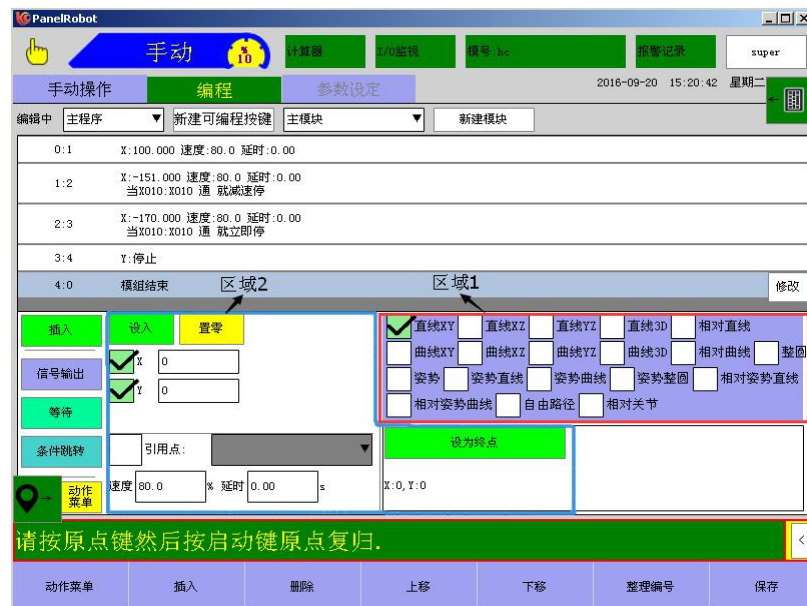 PanelRobot
手动 % 10 计算器 I/O监视 模号:hc 报警记录 super
手动操作 编程 参数设定 2016-09-20 15:20:42 星期二
编辑中 主程序 ▼ 新建可编程按键 主模块 ▼ 新建模块
0:1 X:100.000 速度:80.0 延时:0.00
1:2 X:-151.000 速度:80.0 延时:0.00
当X010:X010 通 就减速停
2:3 X:-170.000 速度:80.0 延时:0.00
当X010:X010 通 就立即停
3:4 Y:停止
4:0 模组结束 区域2 区域1 修改
插入 设入 置零 直线XY 直线XZ 直线YZ 直线3D 相对直线
X 0 曲线XY 曲线XZ 曲线YZ 曲线3D 相对曲线 整圆
信号输出 姿势 姿势直线 姿势曲线 姿势整圆 相对姿势直线
Y 0
等待 相对姿势曲线 自由路径 相对关节
条件跳转 引用点: 设为终点
动作菜单 速度 80.0 % 延时 0.00 s X:0,Y:0
请按原点键然后按启动键原点复归. <
动作菜单 插入 删除 上移 下移 整理编号 保存